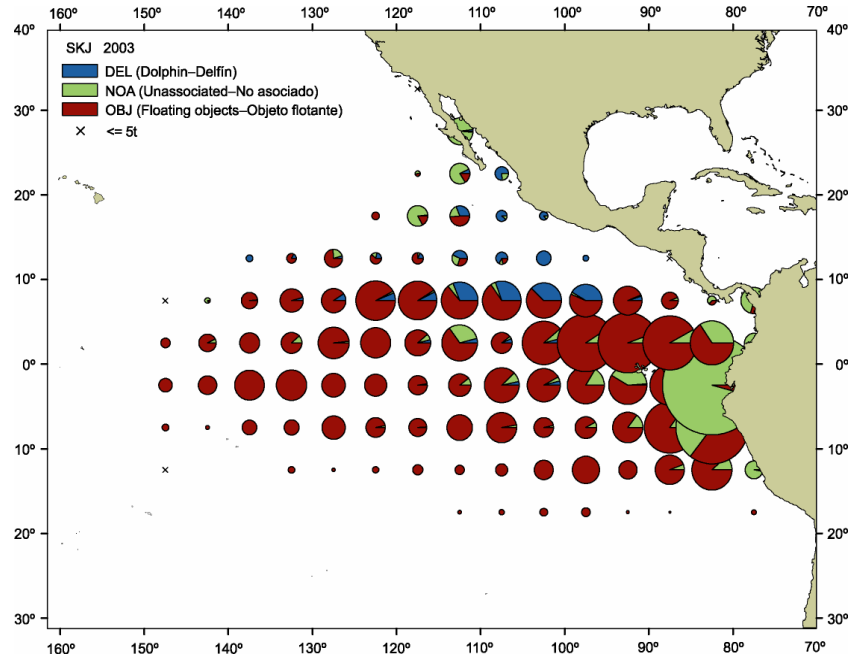 160º 150º 140º 130º 120º 110º 100º 90º 80º 70º
40º 40º
SKJ 2003
DEL (Dolphin–Delfín)
NOA (Unassociated–No asociado)
OBJ (Floating objects–Objeto flotante)
× <= 5t
30º 30º
20º 20º
10º 10º
0º 0º
10º 10º
20º 20º
30º 30º
160º 150º 140º 130º 120º 110º 100º 90º 80º 70º